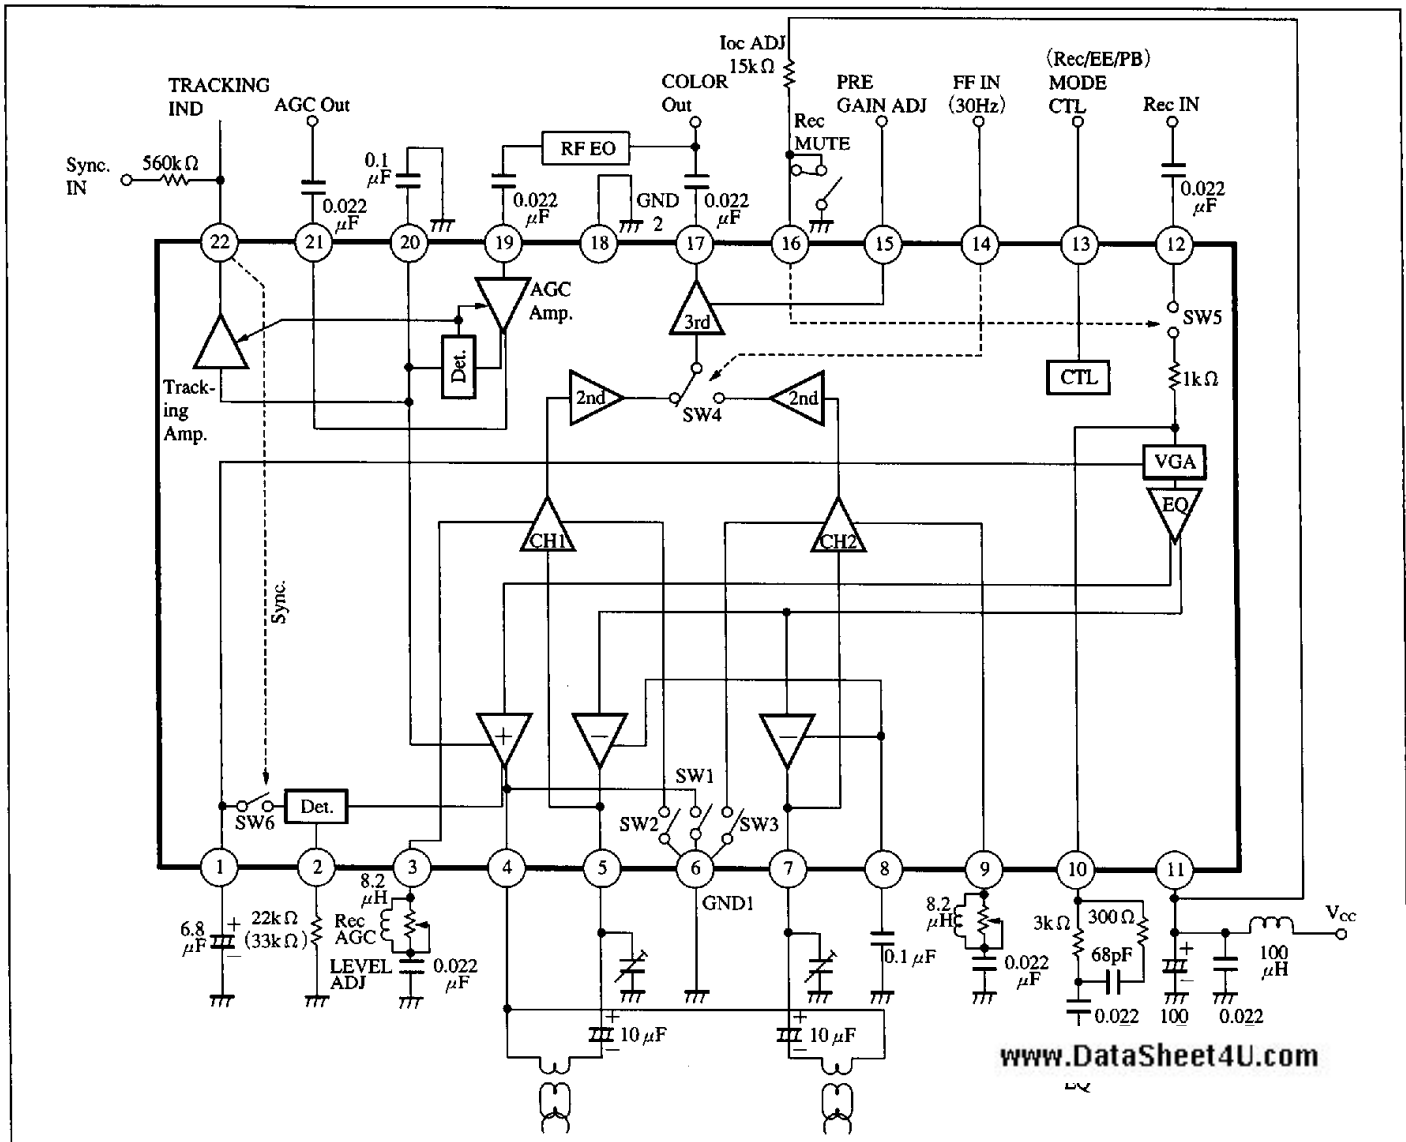 Ioc ADJ
15kΩ
(Rec/EE/PB)
MODE
CTL
TRACKING
IND
AGC Out
COLOR
Out
PRE
GAIN ADJ
FF IN
(30Hz)
Rec IN
Rec
MUTE
Sync.
IN
560kΩ
0.1
μF
RF EO
0.022
μF
0.022
μF
GND
2
0.022
μF
0.022
μF
22
21
20
19
18
17
16
15
14
13
12
AGC
Amp.
3rd
SW5
Det.
CTL
1kΩ
Track-
ing
Amp.
2nd
SW4
2nd
VGA
EQ
CH1
CH2
Sync.
+
−
−
SW1
SW6
Det.
SW2
SW3
1
2
3
4
5
6
7
8
9
10
11
GND1
6.8
μF
+
−
22kΩ
(33kΩ)
8.2
μH
Rec
AGC
LEVEL
ADJ
0.022
μF
0.1 μF
8.2
μH
0.022
μF
3kΩ
300Ω
68pF
0.022
+
−
100
0.022
100
μH
Vcc
+
−
10 μF
+
−
10 μF
www.DataSheet4U.com